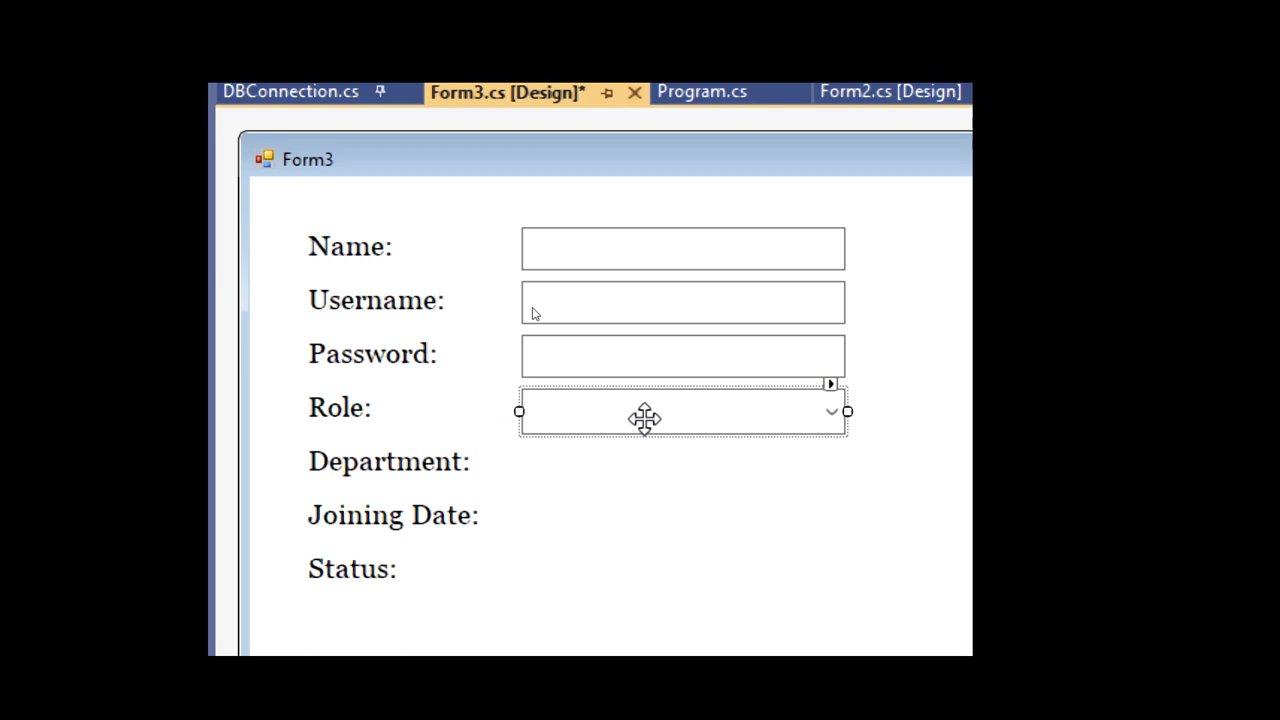 DBConnection.cs Form3.cs [Design]* Program.cs Form2.cs [Design]
Form3
Name:
Username:
Password:
Role:
Department:
Joining Date:
Status: